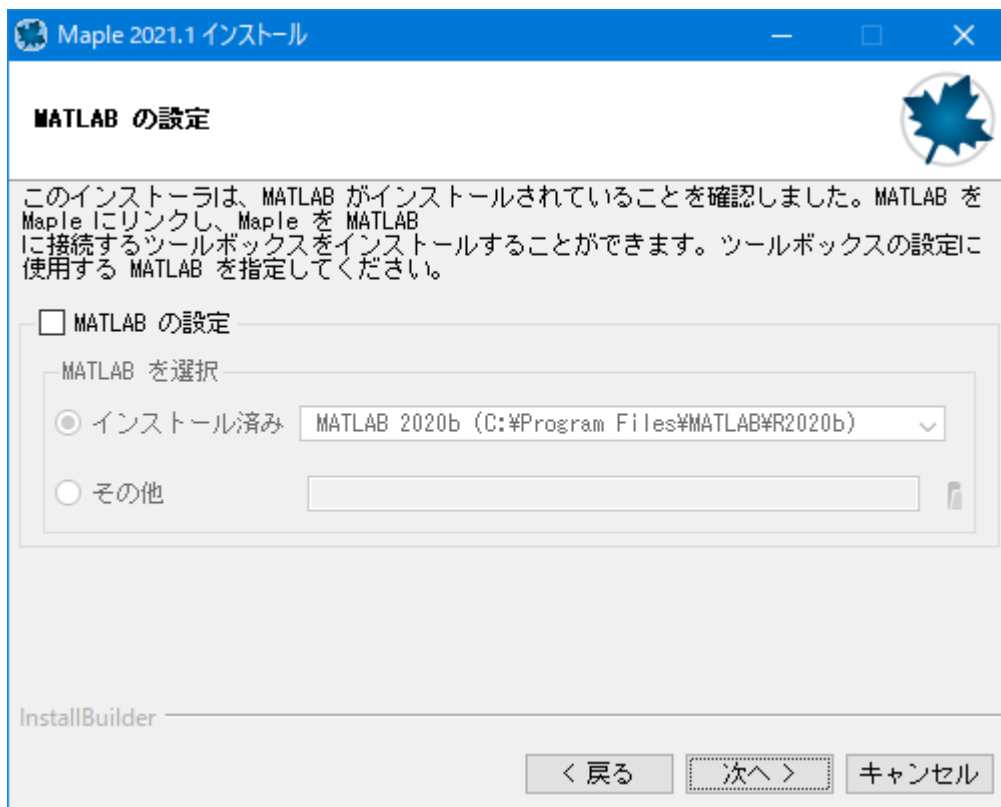 Maple 2021.1 インストール
MATLAB の設定
このインストーラは、MATLAB がインストールされていることを確認しました。MATLAB を
Maple にリンクし、Maple を MATLAB
に接続するツールボックスをインストールすることができます。ツールボックスの設定に
使用する MATLAB を指定してください。
MATLAB の設定
MATLAB を選択
インストール済み MATLAB 2020b (C:¥Program Files¥MATLAB¥R2020b)
その他
InstallBuilder
< 戻る 次へ > キャンセル